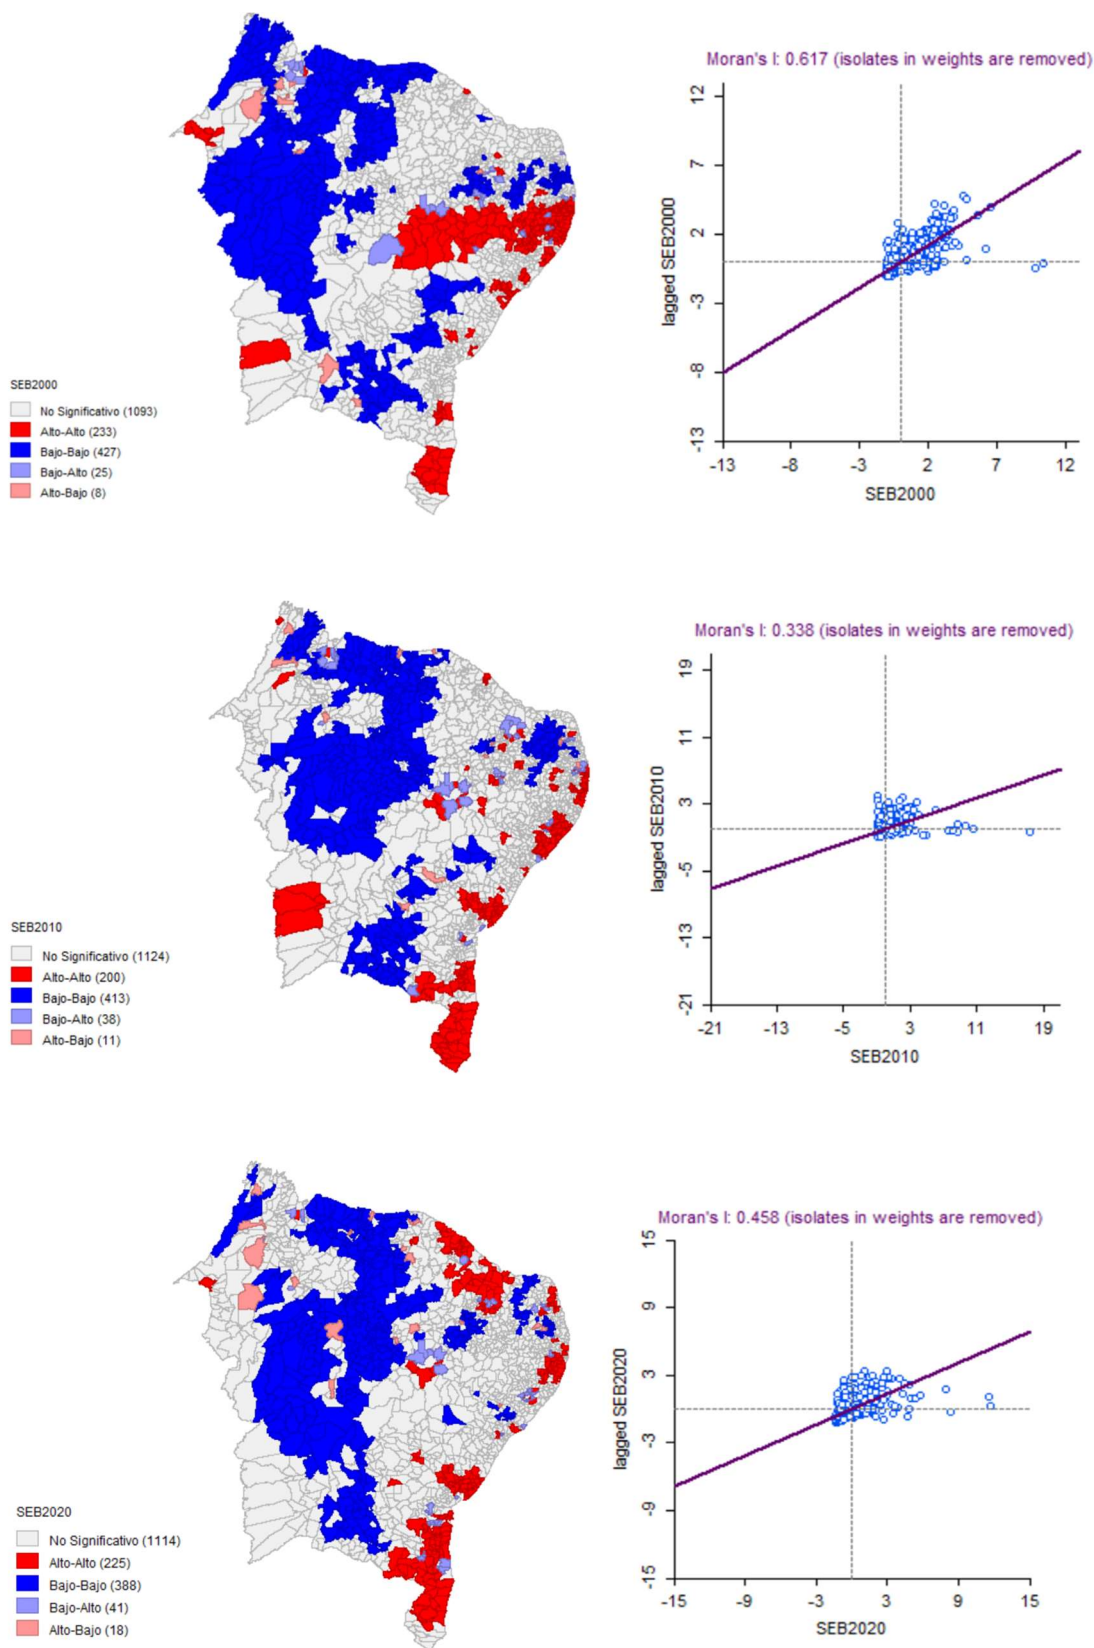 Moran's I: 0.617 (isolates in weights are removed)
12
7
2
-3
-8
-13
lagged SEB2000
-13 -8 -3 2 7 12
SEB2000
SEB2000
No Significativo (1093)
Alto-Alto (233)
Bajo-Bajo (427)
Bajo-Alto (25)
Alto-Bajo (8)
Moran's I: 0.338 (isolates in weights are removed)
19
11
3
-5
-13
-21
lagged SEB2010
-21 -13 -5 3 11 19
SEB2010
SEB2010
No Significativo (1124)
Alto-Alto (200)
Bajo-Bajo (413)
Bajo-Alto (38)
Alto-Bajo (11)
Moran's I: 0.458 (isolates in weights are removed)
15
9
3
-3
-9
-15
lagged SEB2020
-15 -9 -3 3 9 15
SEB2020
SEB2020
No Significativo (1114)
Alto-Alto (225)
Bajo-Bajo (388)
Bajo-Alto (41)
Alto-Bajo (18)